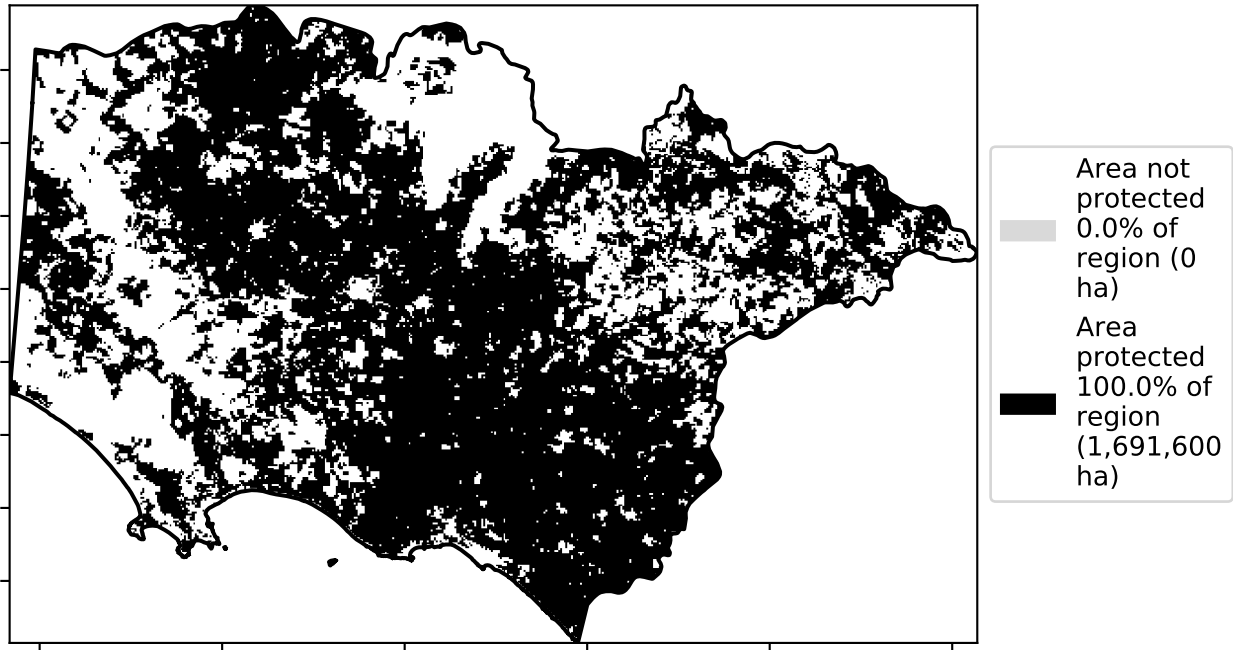 Area not
protected
0.0% of
region (0
ha)
Area
protected
100.0% of
region
(1,691,600
ha)